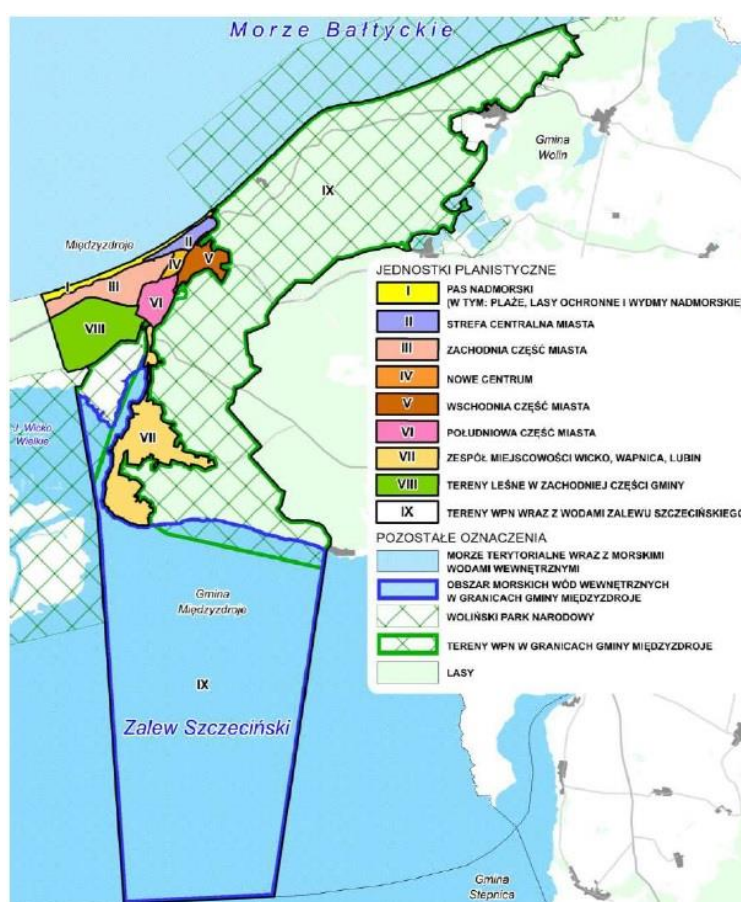 Morze Bałtyckie
Gmina
Wolin
IX
Międzyzdroje
II
IV
V
I
III
VI
VIII
J. Wicko
Wielkie
VII
Gmina
Międzyzdroje
IX
Zalew Szczeciński
Gmina
Stepnica
JEDNOSTKI PLANISTYCZNE
I PAS NADMORSKI
[W TYM: PLAŻE, LASY OCHRONNE I WYDMY NADMORSKIE]
II STREFA CENTRALNA MIASTA
III ZACHODNIA CZĘŚĆ MIASTA
IV NOWE CENTRUM
V WSCHODNIA CZĘŚĆ MIASTA
VI POŁUDNIOWA CZĘŚĆ MIASTA
VII ZESPÓŁ MIEJSCOWOŚCI WICKO, WAPNICA, LUBIN
VIII TERENY LEŚNE W ZACHODNIEJ CZĘŚCI GMINY
IX TERENY WPN WRAZ Z WODAMI ZALEWU SZCZECIŃSKIEGO
POZOSTAŁE OZNACZENIA
MORZE TERYTORIALNE WRAZ Z MORSKIMI
WODAMI WEWNĘTRZNYMI
OBSZAR MORSKICH WÓD WEWNĘTRZNYCH
W GRANICACH GMINY MIĘDZYZDROJE
WOLIŃSKI PARK NARODOWY
TERENY WPN W GRANICACH GMINY MIĘDZYZDROJE
LASY